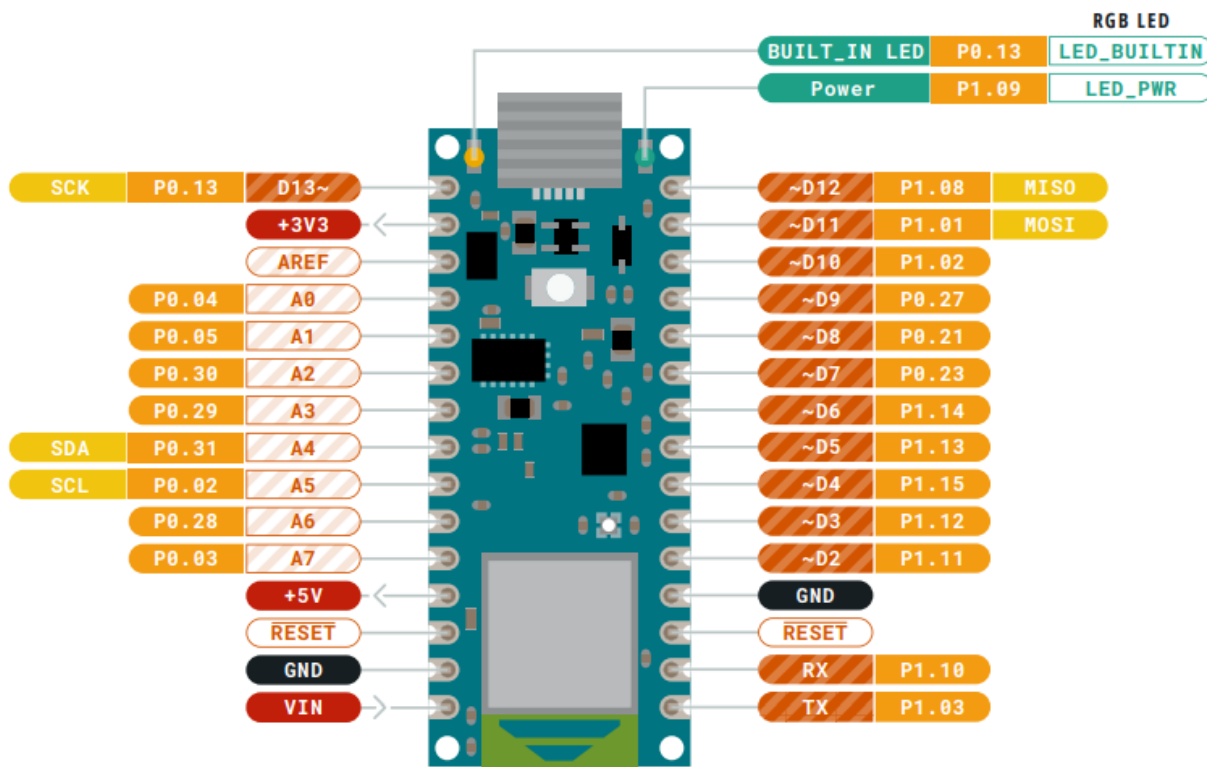 RGB LED
BUILT_IN LED P0.13 LED_BUILTIN
Power P1.09 LED_PWR
SCK P0.13 D13~
+3V3
AREF
P0.04 A0
P0.05 A1
P0.30 A2
P0.29 A3
SDA P0.31 A4
SCL P0.02 A5
P0.28 A6
P0.03 A7
+5V
RESET
GND
VIN
~D12 P1.08 MISO
~D11 P1.01 MOSI
~D10 P1.02
~D9 P0.27
~D8 P0.21
~D7 P0.23
~D6 P1.14
~D5 P1.13
~D4 P1.15
~D3 P1.12
~D2 P1.11
GND
RESET
RX P1.10
TX P1.03